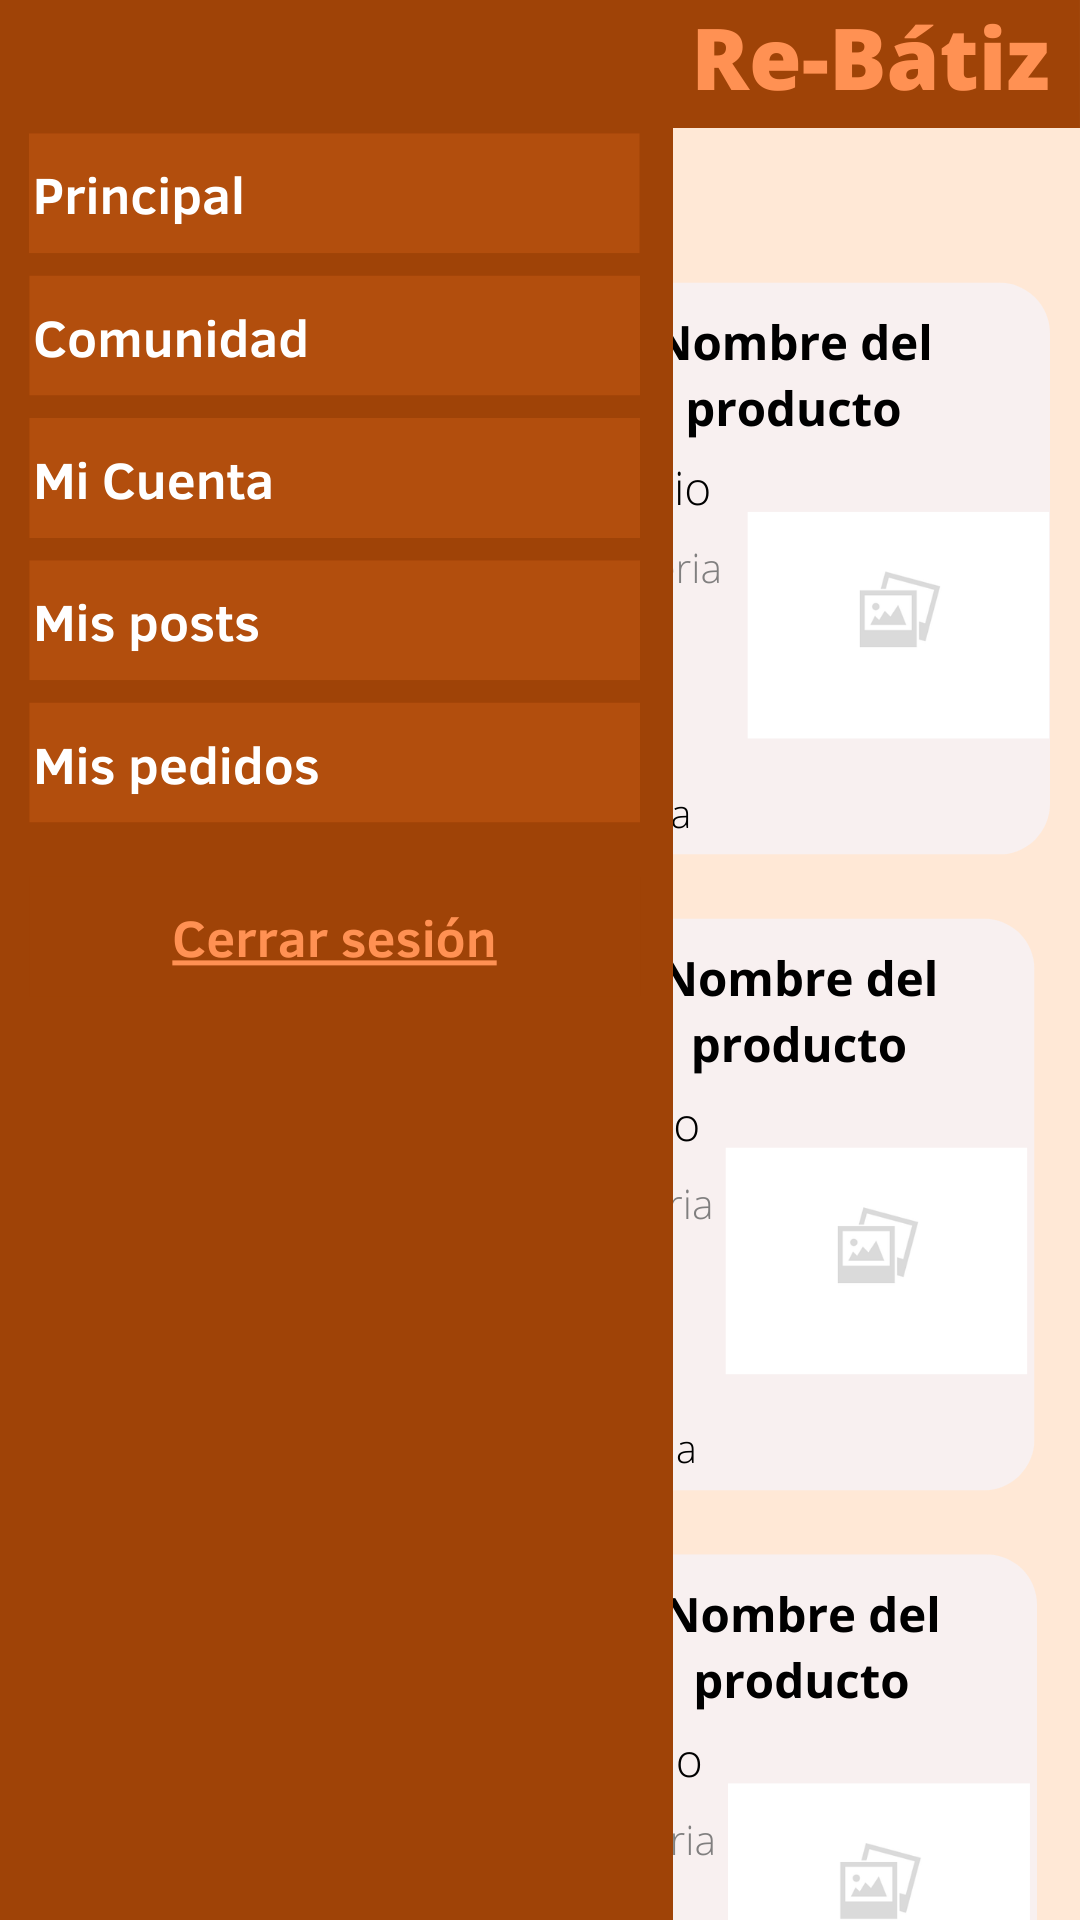 Re-Bátiz
Principal
Comunidad
Mi Cuenta
Mis posts
Mis pedidos
Cerrar sesión
Nombre del
producto
io
ria
a
Nombre del
producto
o
ria
a
Nombre del
producto
o
ria